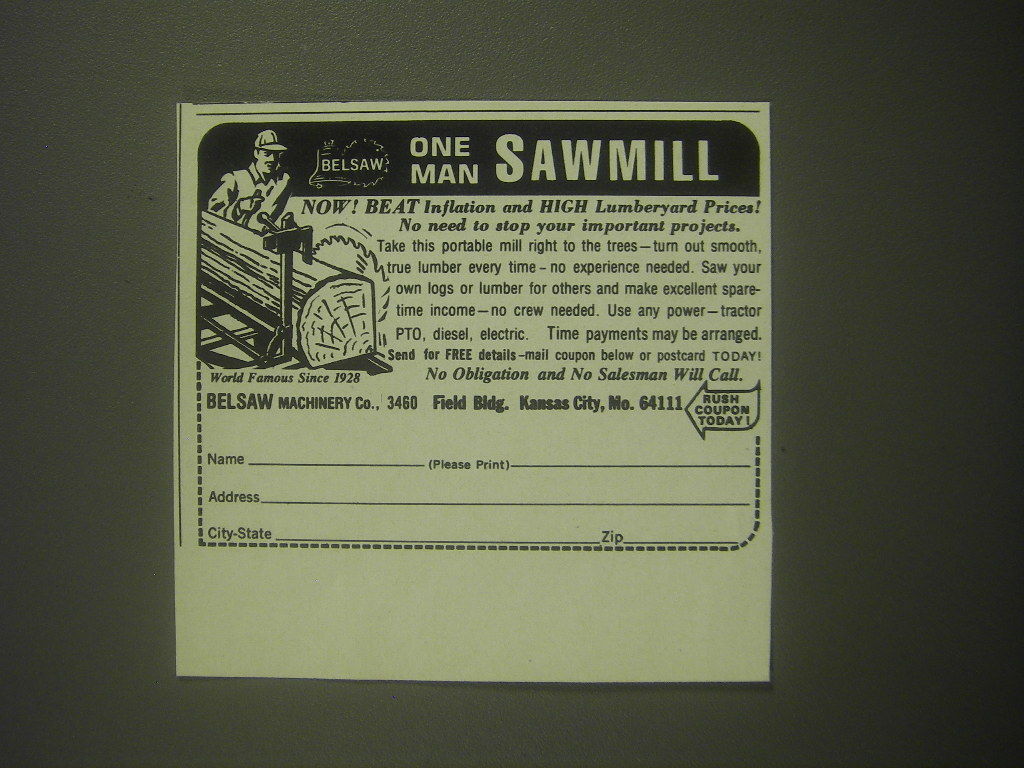 BELSAW ONE MAN SAWMILL
NOW! BEAT Inflation and HIGH Lumberyard Prices!
No need to stop your important projects.
Take this portable mill right to the trees—turn out smooth,
true lumber every time - no experience needed. Saw your
own logs or lumber for others and make excellent spare-
time income—no crew needed. Use any power—tractor
PTO, diesel, electric. Time payments may be arranged.
Send for FREE details-mail coupon below or postcard TODAY!
World Famous Since 1928
No Obligation and No Salesman Will Call.
BELSAW MACHINERY Co., 3460 Field Bldg. Kansas City, Mo. 64111
RUSH
COUPON
TODAY!
Name (Please Print)
Address
City-State Zip